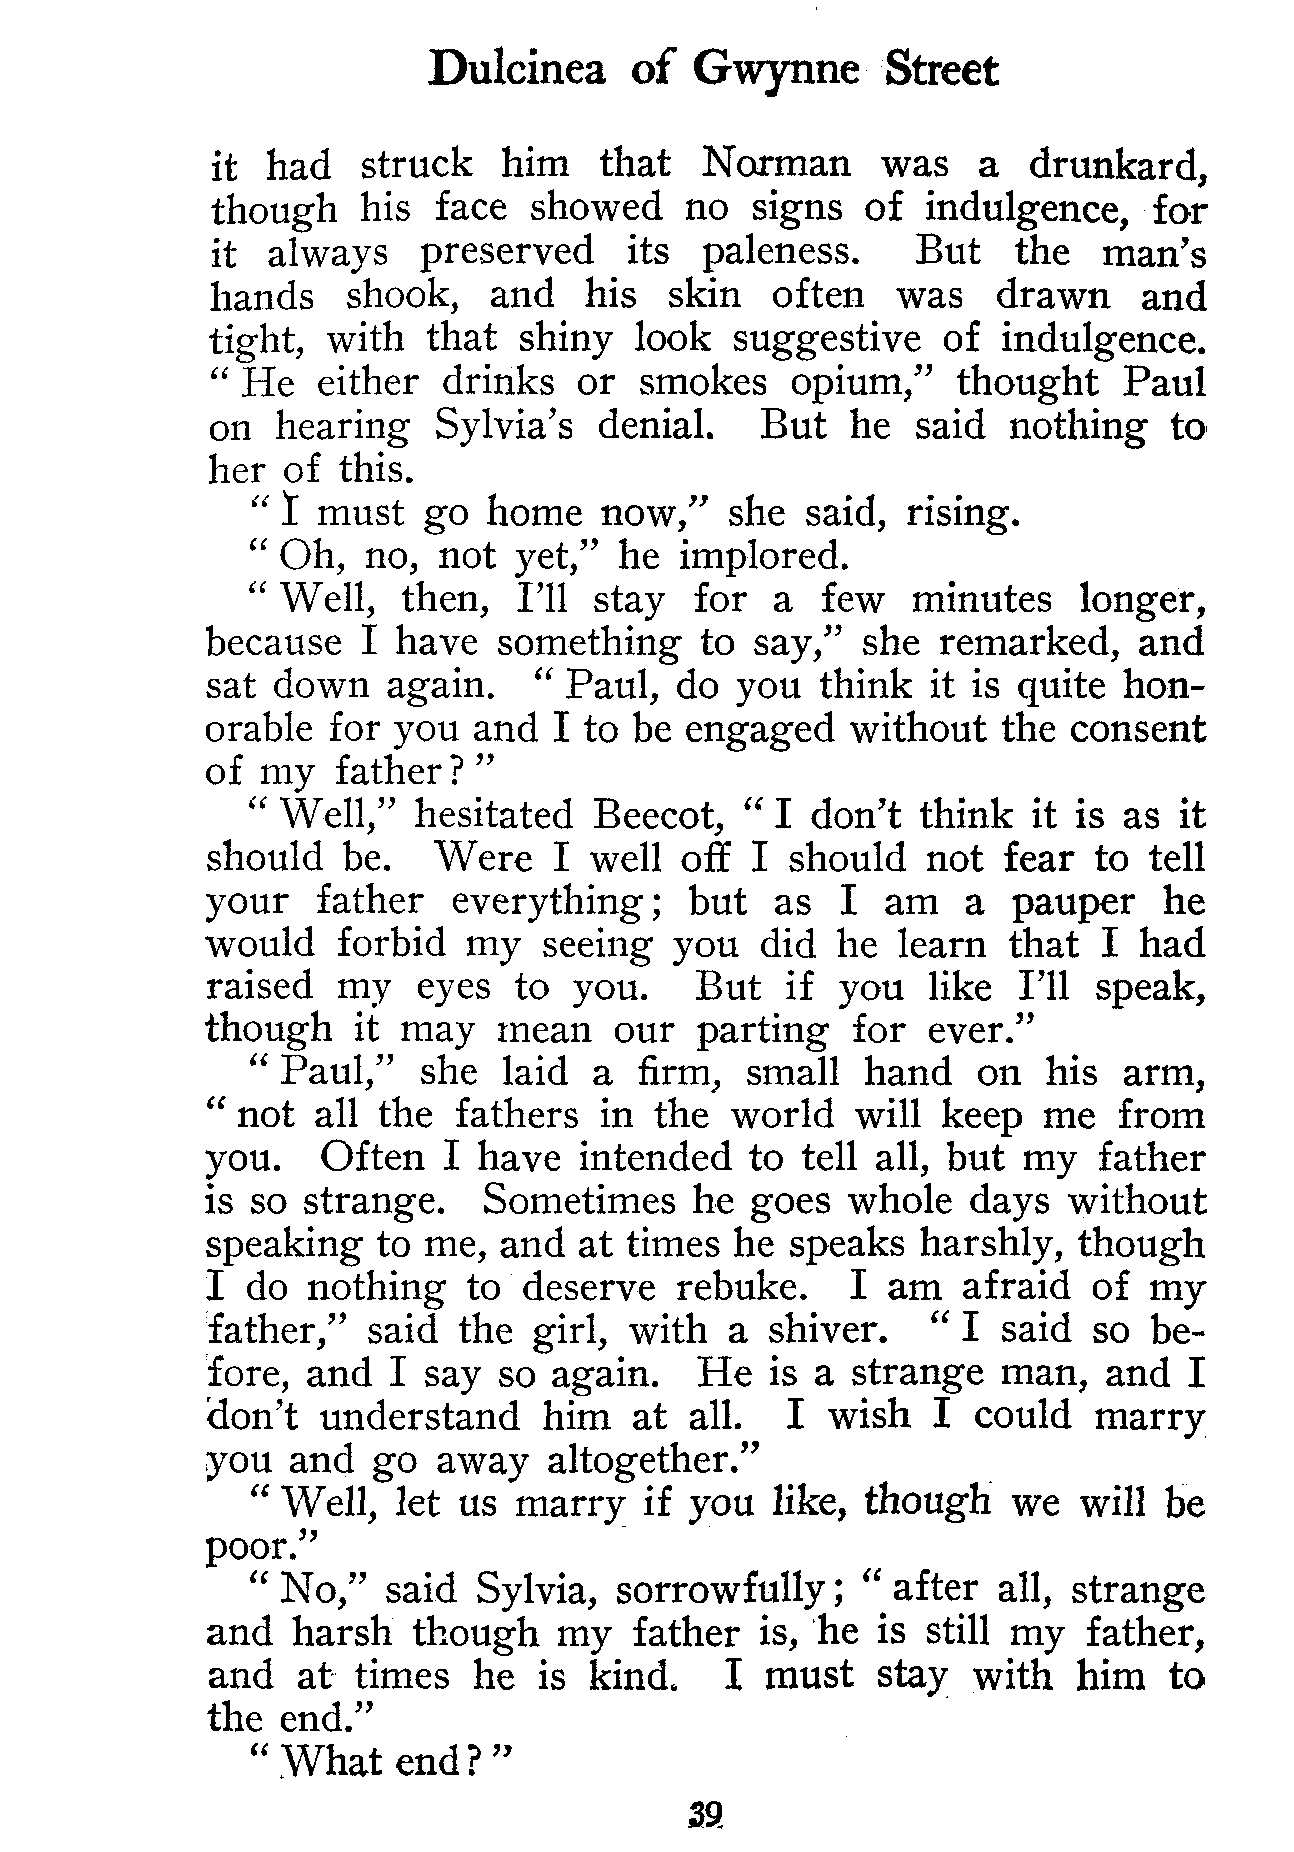 Dulcinea of Gwynne Street
it had struck him that Norman was a drunkard,
though his face showed no signs of indulgence, for
it always preserved its paleness. But the man's
hands shook, and his skin often was drawn and
tight, with that shiny look suggestive of indulgence.
" He either drinks or smokes opium," thought Paul
on hearing Sylvia's denial. But he said nothing to
her of this.
" I must go home now," she said, rising.
" Oh, no, not yet," he implored.
" Well, then, I'll stay for a few minutes longer,
because I have something to say," she remarked, and
sat down again. " Paul, do you think it is quite hon-
orable for you and I to be engaged without the consent
of my father? "
" Well," hesitated Beecot, " I don't think it is as it
should be. Were I well off I should not fear to tell
your father everything; but as I am a pauper he
would forbid my seeing you did he learn that I had
raised my eyes to you. But if you like I'll speak,
though it may mean our parting for ever."
" Paul," she laid a firm, small hand on his arm,
" not all the fathers in the world will keep me from
you. Often I have intended to tell all, but my father
is so strange. Sometimes he goes whole days without
speaking to me, and at times he speaks harshly, though
I do nothing to deserve rebuke. I am afraid of my
father," said the girl, with a shiver. " I said so be-
fore, and I say so again. He is a strange man, and I
don't understand him at all. I wish I could marry
you and go away altogether."
" Well, let us marry if you like, though we will be
poor."
" No," said Sylvia, sorrowfully; " after all, strange
and harsh though my father is, he is still my father,
and at times he is kind. I must stay with him to
the end."
" What end? "
39